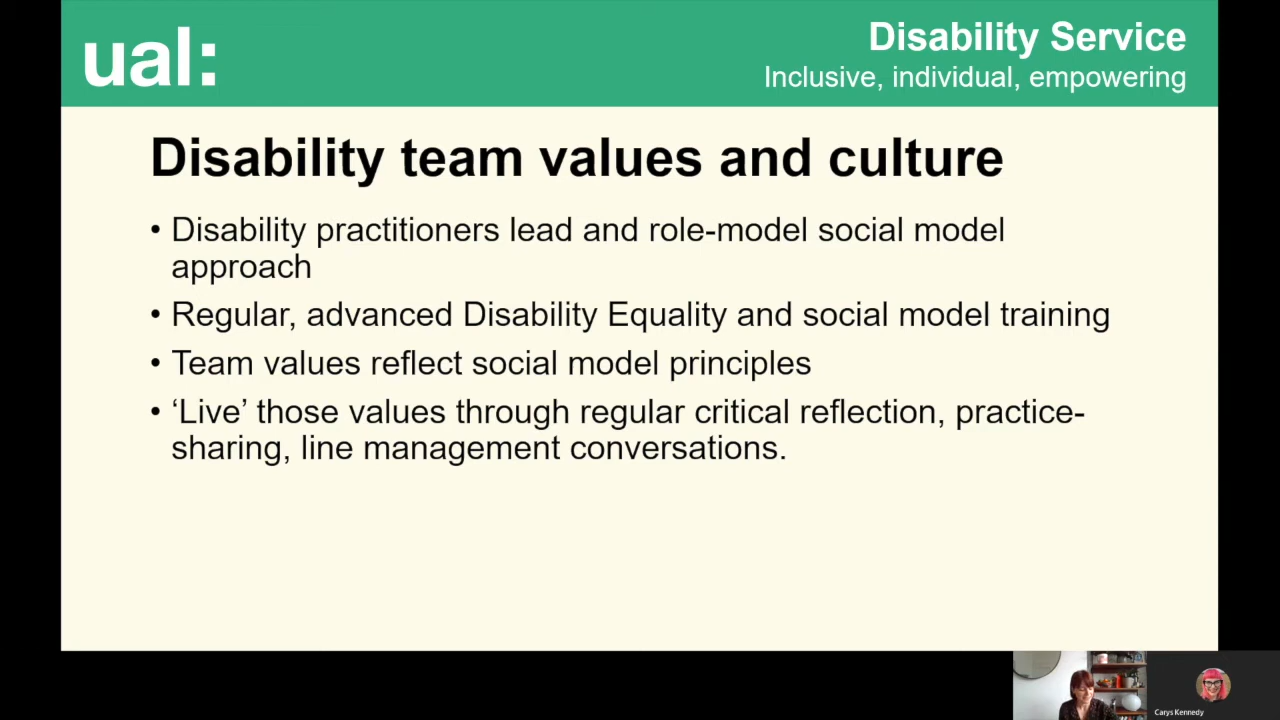 ual:
Disability Service
Inclusive, individual, empowering
Disability team values and culture
• Disability practitioners lead and role-model social model
approach
• Regular, advanced Disability Equality and social model training
• Team values reflect social model principles
• ‘Live’ those values through regular critical reflection, practice-
sharing, line management conversations.
Carys Kennedy